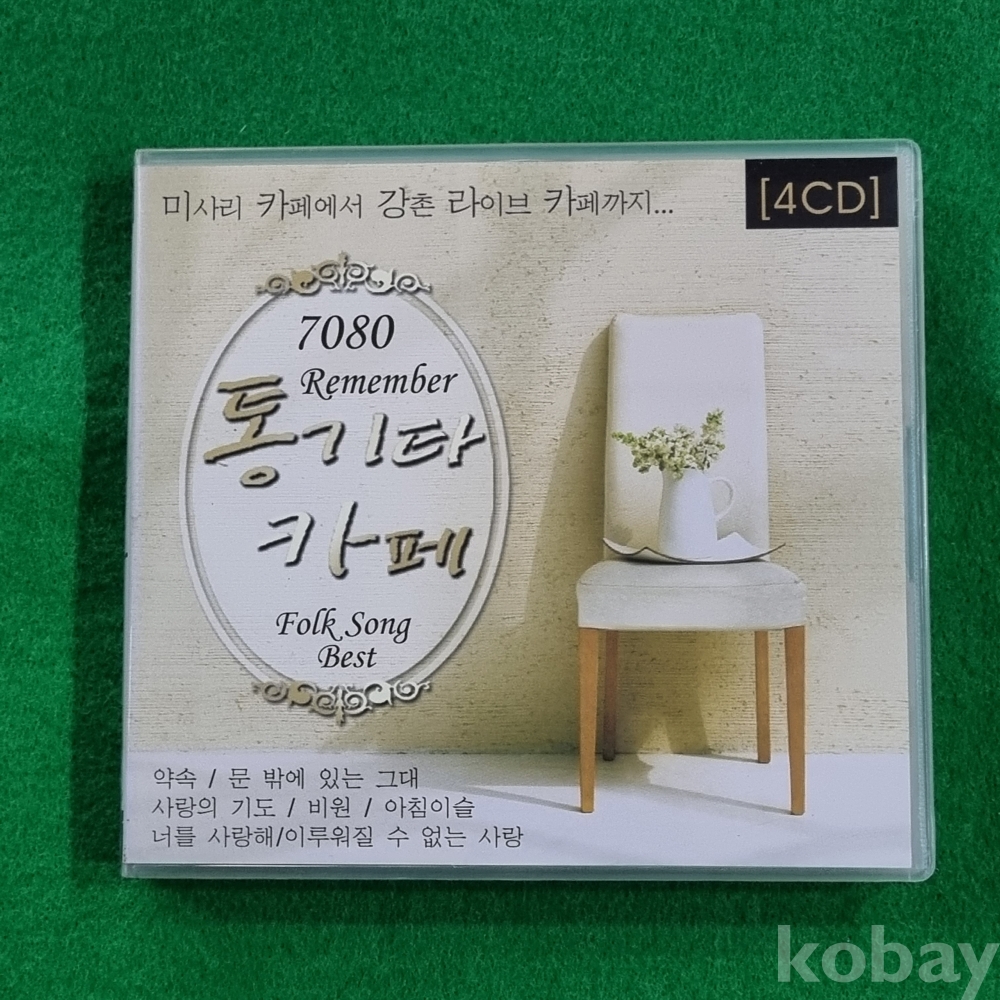 미사리 카페에서 강촌 라이브 카페까지...
[4CD]
7080
Remember
통기타
카페
Folk Song
Best
약속 / 문 밖에 있는 그대
사랑의 기도 / 비원 / 아침이슬
너를 사랑해/이루워질 수 없는 사랑
kobay